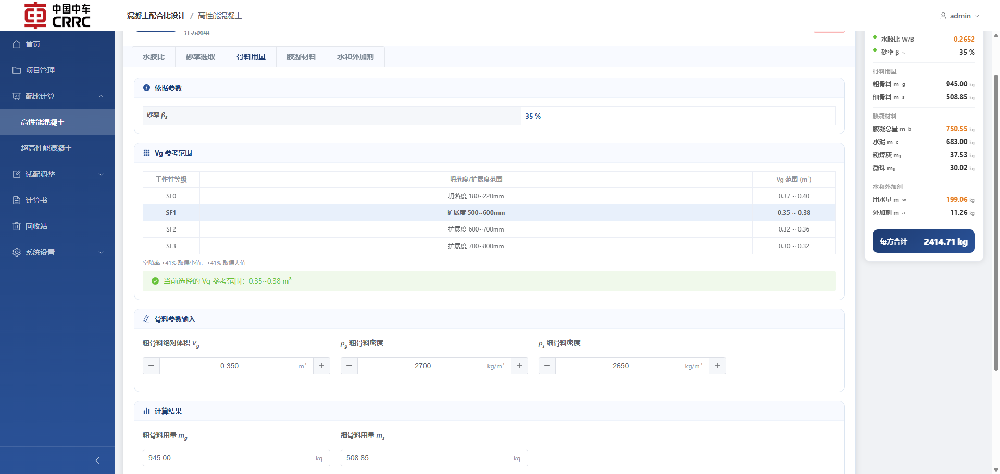 中国中车
CRRC
混凝土配合比设计 / 高性能混凝土
admin
首页
项目管理
配比计算
高性能混凝土
超高性能混凝土
试配调整
计算书
回收站
系统设置
江苏风电
水胶比 砂率选取 骨料用量 胶凝材料 水和外加剂
依据参数
砂率 βs 35 %
Vg 参考范围
工作性等级 坍落度/扩展度范围 Vg 范围 (m³)
SF0 坍落度 180~220mm 0.37 ~ 0.40
SF1 扩展度 500~600mm 0.35 ~ 0.38
SF2 扩展度 600~700mm 0.32 ~ 0.36
SF3 扩展度 700~800mm 0.30 ~ 0.32
空隙率 >41% 取偏小值，<41% 取偏大值
当前选择的 Vg 参考范围：0.35~0.38 m³
骨料参数输入
粗骨料绝对体积 Vg ρg 粗骨料密度 ρs 细骨料密度
0.350 m³ 2700 kg/m³ 2650 kg/m³
计算结果
粗骨料用量 mg 细骨料用量 ms
945.00 kg 508.85 kg
水胶比 W/B 0.2652
砂率 β s 35 %
骨料用量
粗骨料 m g 945.00 kg
细骨料 m s 508.85 kg
胶凝材料
胶凝总量 m b 750.55 kg
水泥 m c 683.00 kg
粉煤灰 m₁ 37.53 kg
微珠 m₃ 30.02 kg
水和外加剂
用水量 m w 199.06 kg
外加剂 m a 11.26 kg
每方合计 2414.71 kg